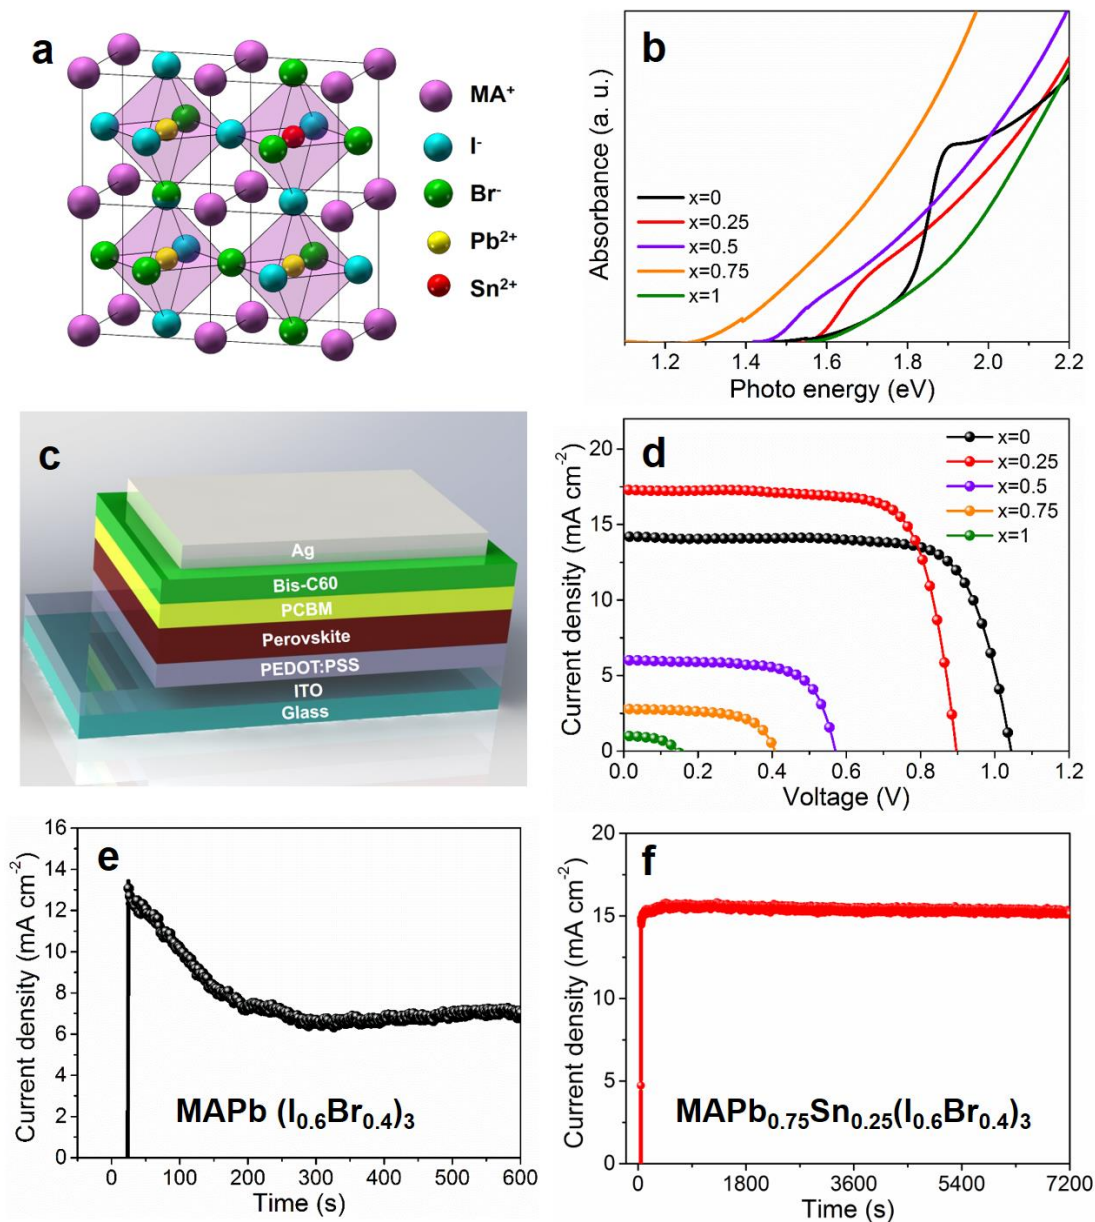 a
MA⁺
I⁻
Br⁻
Pb²⁺
Sn²⁺
b
Absorbance (a. u.)
x=0
x=0.25
x=0.5
x=0.75
x=1
1.2 1.4 1.6 1.8 2.0 2.2
Photo energy (eV)
c
Ag
Bis-C60
PCBM
Perovskite
PEDOT:PSS
ITO
Glass
d
Current density (mA cm⁻²)
20
15
10
5
0
x=0
x=0.25
x=0.5
x=0.75
x=1
0.0 0.2 0.4 0.6 0.8 1.0 1.2
Voltage (V)
e
Current density (mA cm⁻²)
16
14
12
10
8
6
4
2
0
MAPb (I₀.₆Br₀.₄)₃
0 100 200 300 400 500 600
Time (s)
f
Current density (mA cm⁻²)
20
15
10
5
0
MAPb₀.₇₅Sn₀.₂₅(I₀.₆Br₀.₄)₃
0 1800 3600 5400 7200
Time (s)